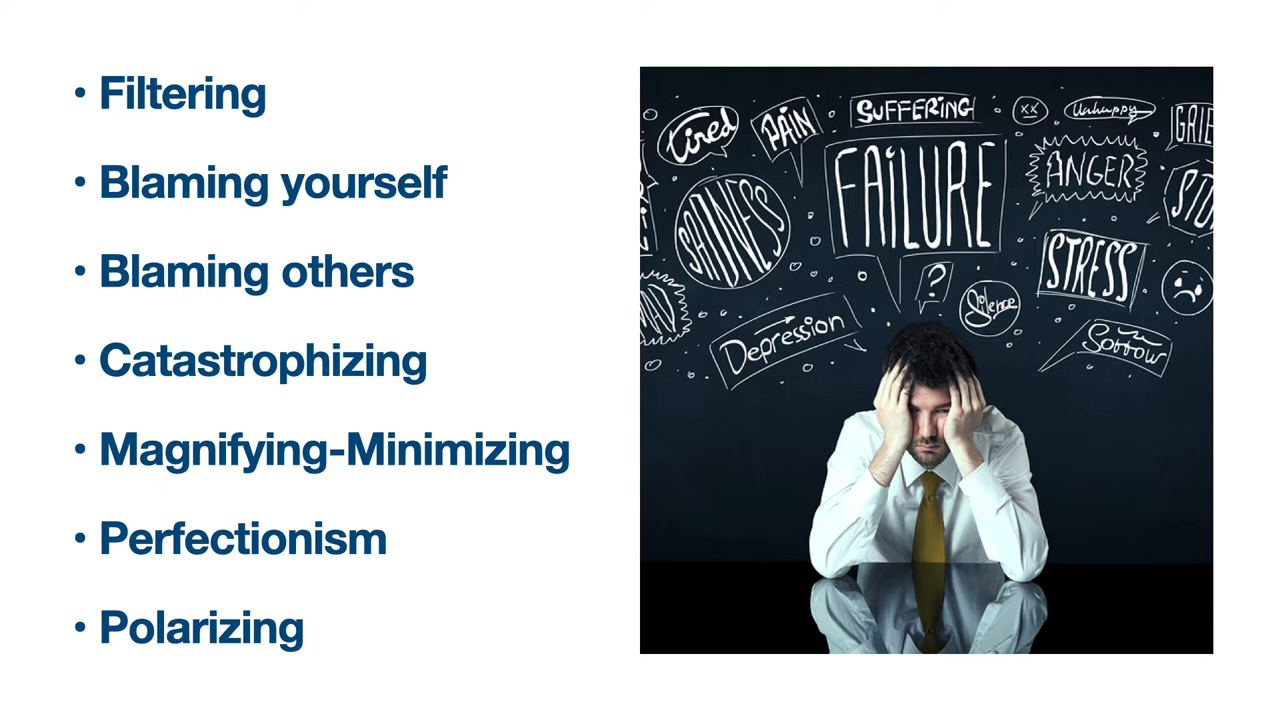 • Filtering
• Blaming yourself
• Blaming others
• Catastrophizing
• Magnifying-Minimizing
• Perfectionism
• Polarizing
Tired
PAIN
SUFFERING
XX
Unhappy
SADNESS
FAILURE
ANGER
STRESS
?
Silence
Depression
Sorrow